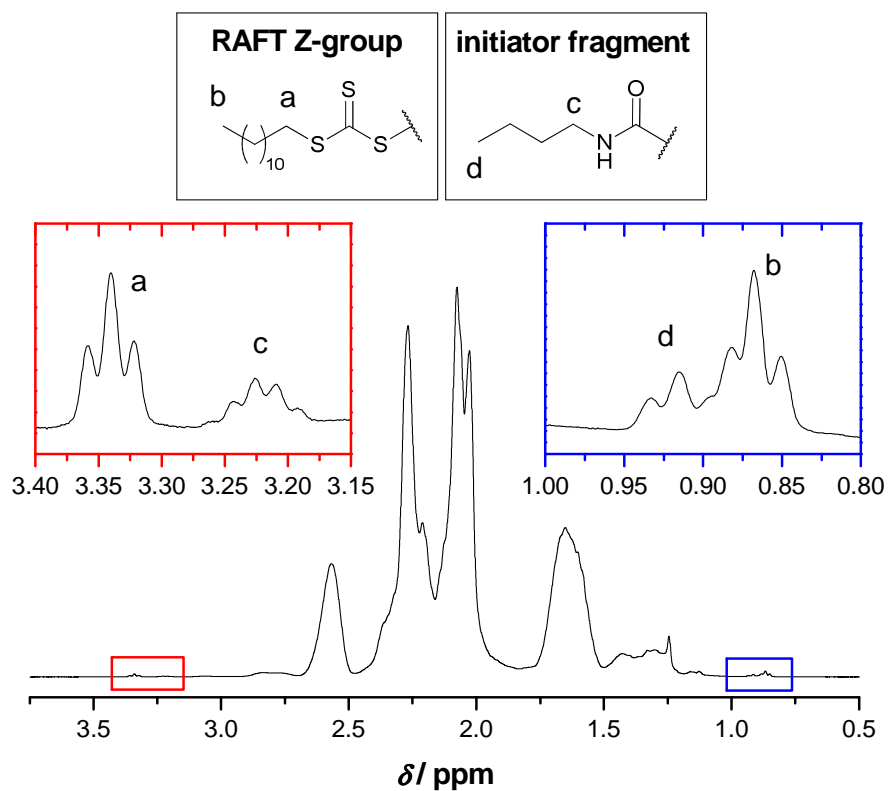 RAFT Z-group
initiator fragment
b
a
S
S
S
10
O
c
N
H
d
a
c
3.40 3.35 3.30 3.25 3.20 3.15
b
d
1.00 0.95 0.90 0.85 0.80
3.5 3.0 2.5 2.0 1.5 1.0 0.5
δ / ppm